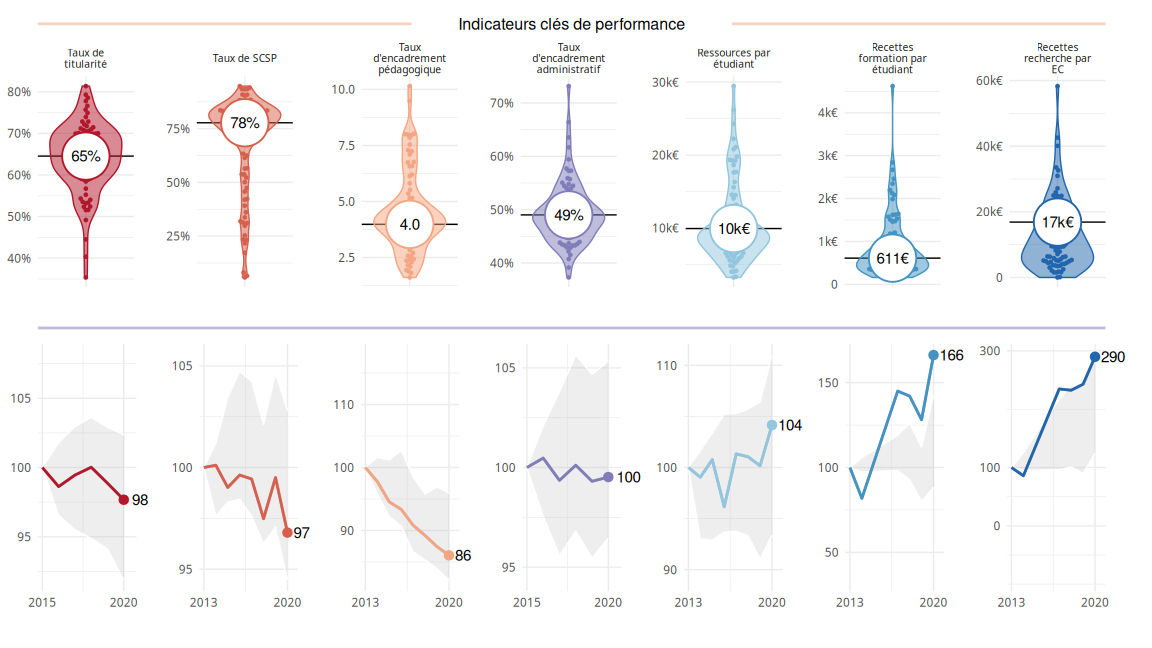 Indicateurs clés de performance
Taux de
titularité
80%
70%
60%
50%
40%
65%
Taux de SCSP
75%
50%
25%
78%
Taux
d'encadrement
pédagogique
10.0
7.5
5.0
2.5
4.0
Taux
d'encadrement
administratif
70%
60%
50%
40%
49%
Ressources par
étudiant
30k€
20k€
10k€
10k€
Recettes
formation par
étudiant
4k€
3k€
2k€
1k€
0
611€
Recettes
recherche par
EC
60k€
40k€
20k€
0
17k€
105
100
95
98
2015
2020
105
100
95
97
2013
2020
110
100
90
86
2013
2020
105
100
95
100
2015
2020
110
100
90
104
2013
2020
150
100
50
166
2013
2020
300
100
0
290
2013
2020